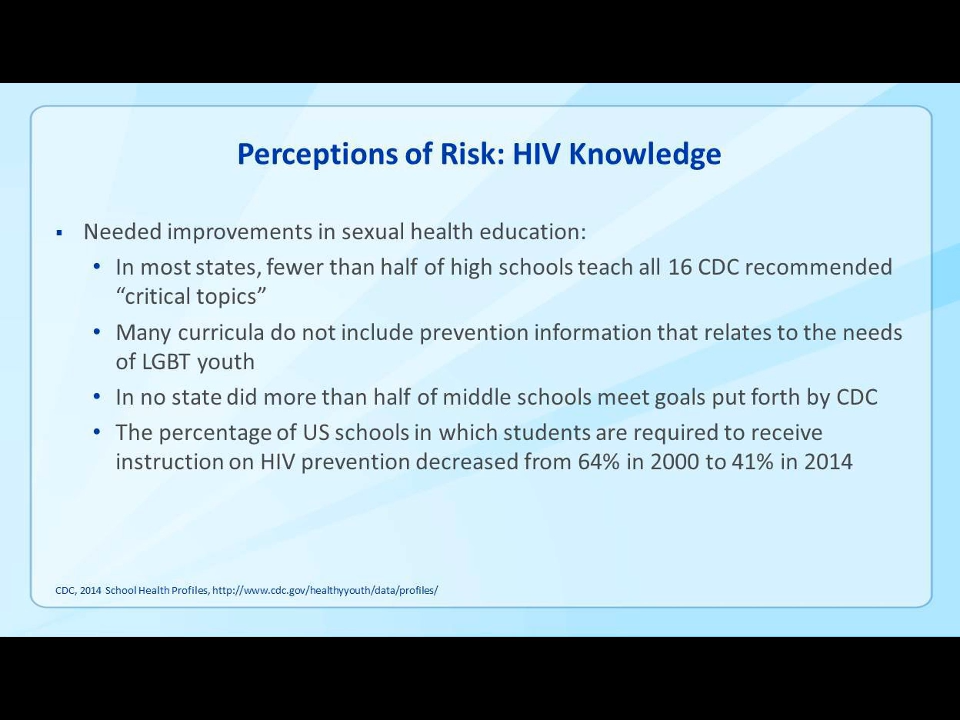 Perceptions of Risk: HIV Knowledge
▪ Needed improvements in sexual health education:
• In most states, fewer than half of high schools teach all 16 CDC recommended
“critical topics”
• Many curricula do not include prevention information that relates to the needs
of LGBT youth
• In no state did more than half of middle schools meet goals put forth by CDC
• The percentage of US schools in which students are required to receive
instruction on HIV prevention decreased from 64% in 2000 to 41% in 2014
CDC, 2014 School Health Profiles, http://www.cdc.gov/healthyyouth/data/profiles/